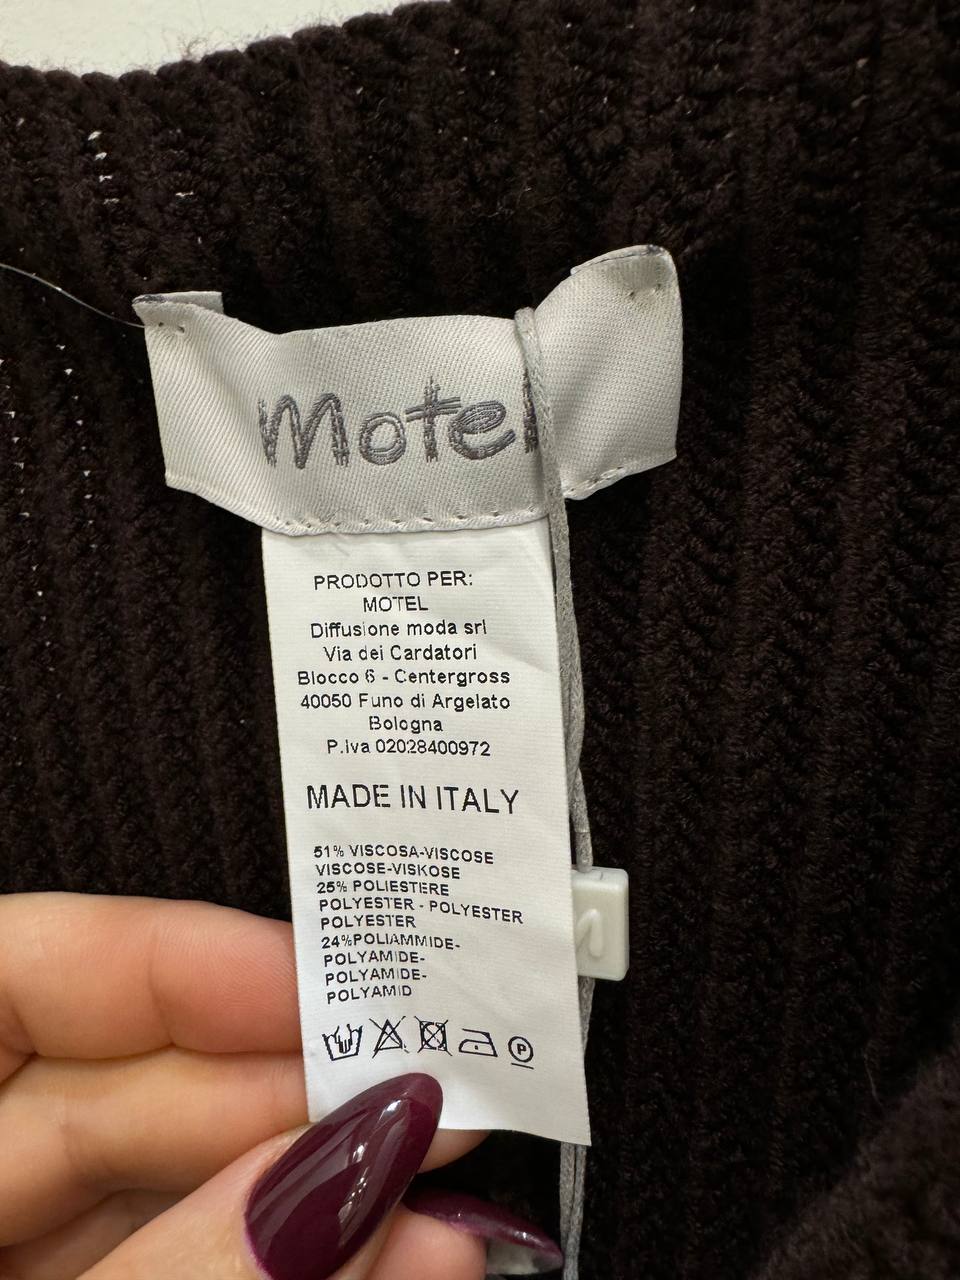 Motel
PRODOTTO PER:
MOTEL
Diffusione moda srl
Via dei Cardatori
Blocco 6 - Centergross
40050 Funo di Argelato
Bologna
P.Iva 02028400972
MADE IN ITALY
51% VISCOSA-VISCOSE
VISCOSE-VISKOSE
25% POLIESTERE
POLYESTER - POLYESTER
POLYESTER
24%POLIAMMIDE-
POLYAMIDE-
POLYAMIDE-
POLYAMID
P